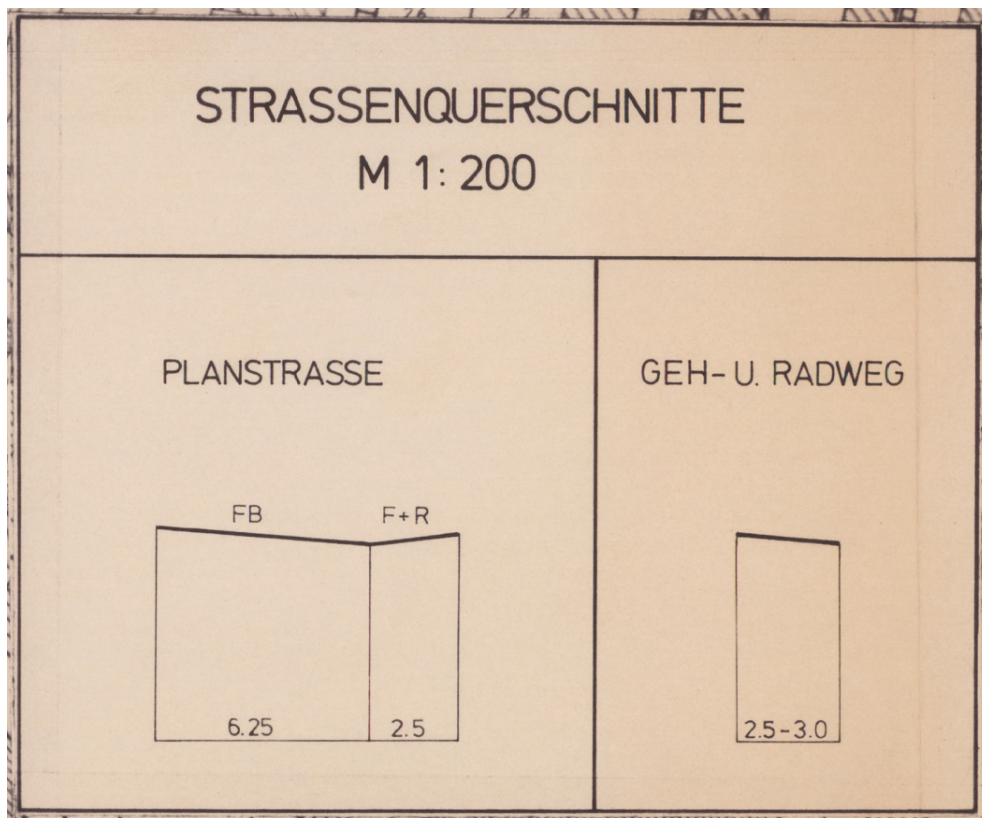 STRASSENQUERSCHNITTE
M 1: 200
PLANSTRASSE
GEH- U. RADWEG
FB
F+R
6.25
2.5
2.5-3.0